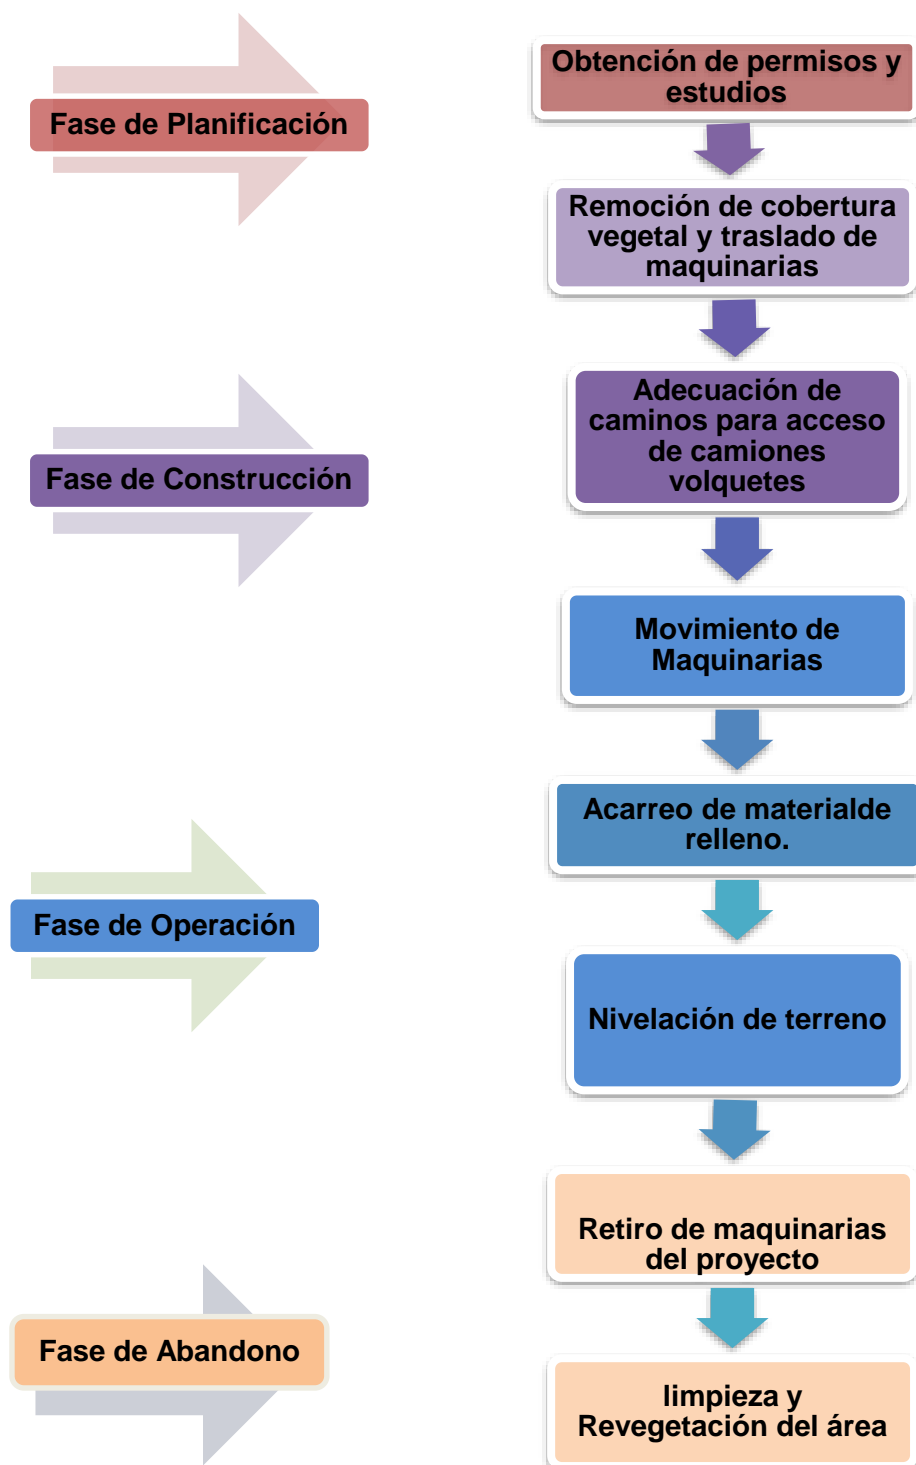 Obtención de permisos y
estudios
Fase de Planificación
Remoción de cobertura
vegetal y traslado de
maquinarias
Adecuación de
caminos para acceso
de camiones
volquetes
Fase de Construcción
Movimiento de
Maquinarias
Acarreo de materialde
relleno.
Fase de Operación
Nivelación de terreno
Retiro de maquinarias
del proyecto
Fase de Abandono
limpieza y
Revegetación del área